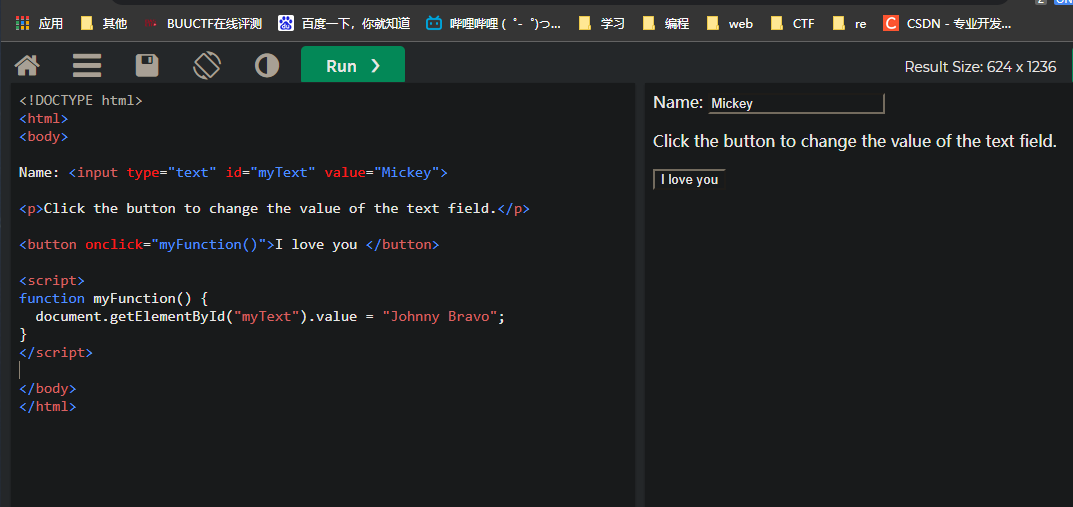 应用 其他 BUUCTF在线评测 百度一下，你就知道 哔哩哔哩 ( ゜- ゜)つ... 学习 编程 web CTF re CSDN - 专业开发...
Run ❯ Result Size: 624 x 1236
<!DOCTYPE html>
<html>
<body>
Name: <input type="text" id="myText" value="Mickey">
<p>Click the button to change the value of the text field.</p>
<button onclick="myFunction()">I love you </button>
<script>
function myFunction() {
  document.getElementById("myText").value = "Johnny Bravo";
}
</script>
</body>
</html>
Name: Mickey
Click the button to change the value of the text field.
I love you